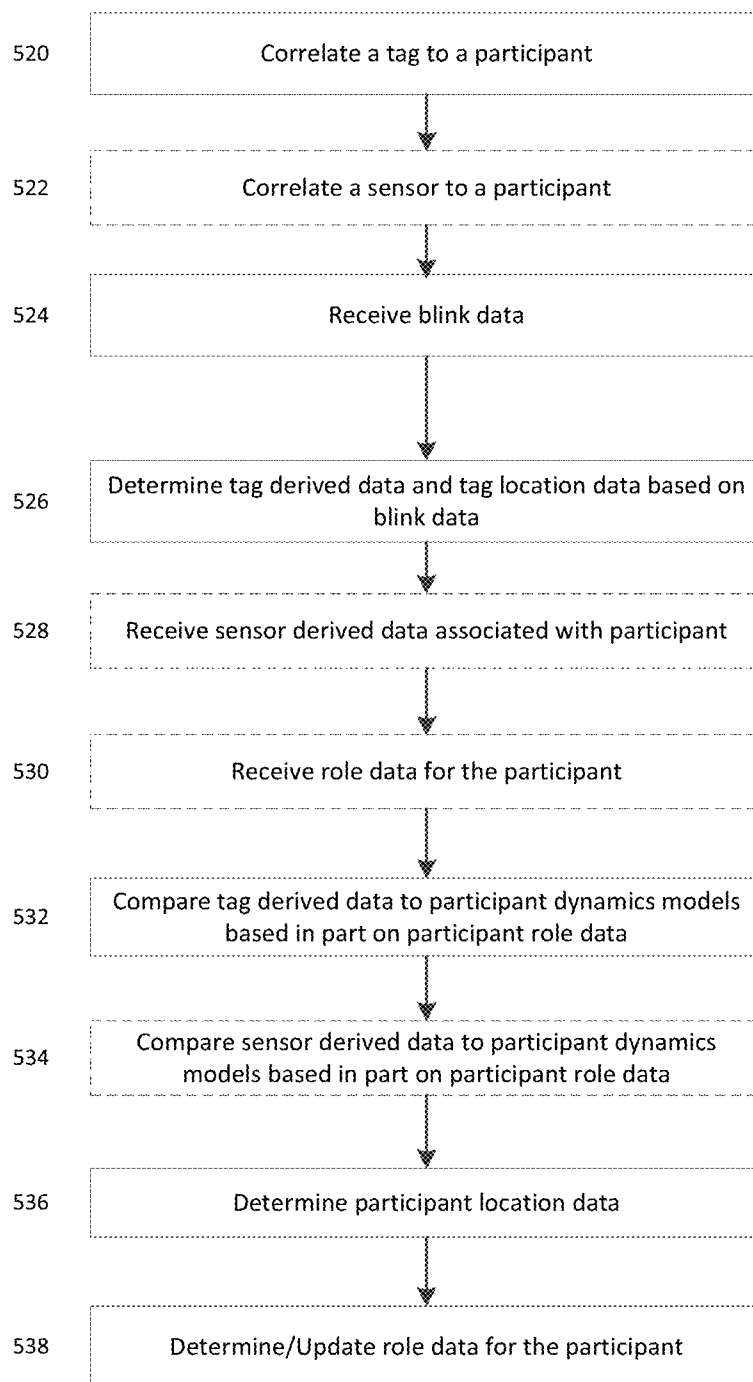 520
Correlate a tag to a participant
522
Correlate a sensor to a participant
524
Receive blink data
526
Determine tag derived data and tag location data based on
blink data
528
Receive sensor derived data associated with participant
530
Receive role data for the participant
532
Compare tag derived data to participant dynamics models
based in part on participant role data
534
Compare sensor derived data to participant dynamics
models based in part on participant role data
536
Determine participant location data
538
Determine/Update role data for the participant